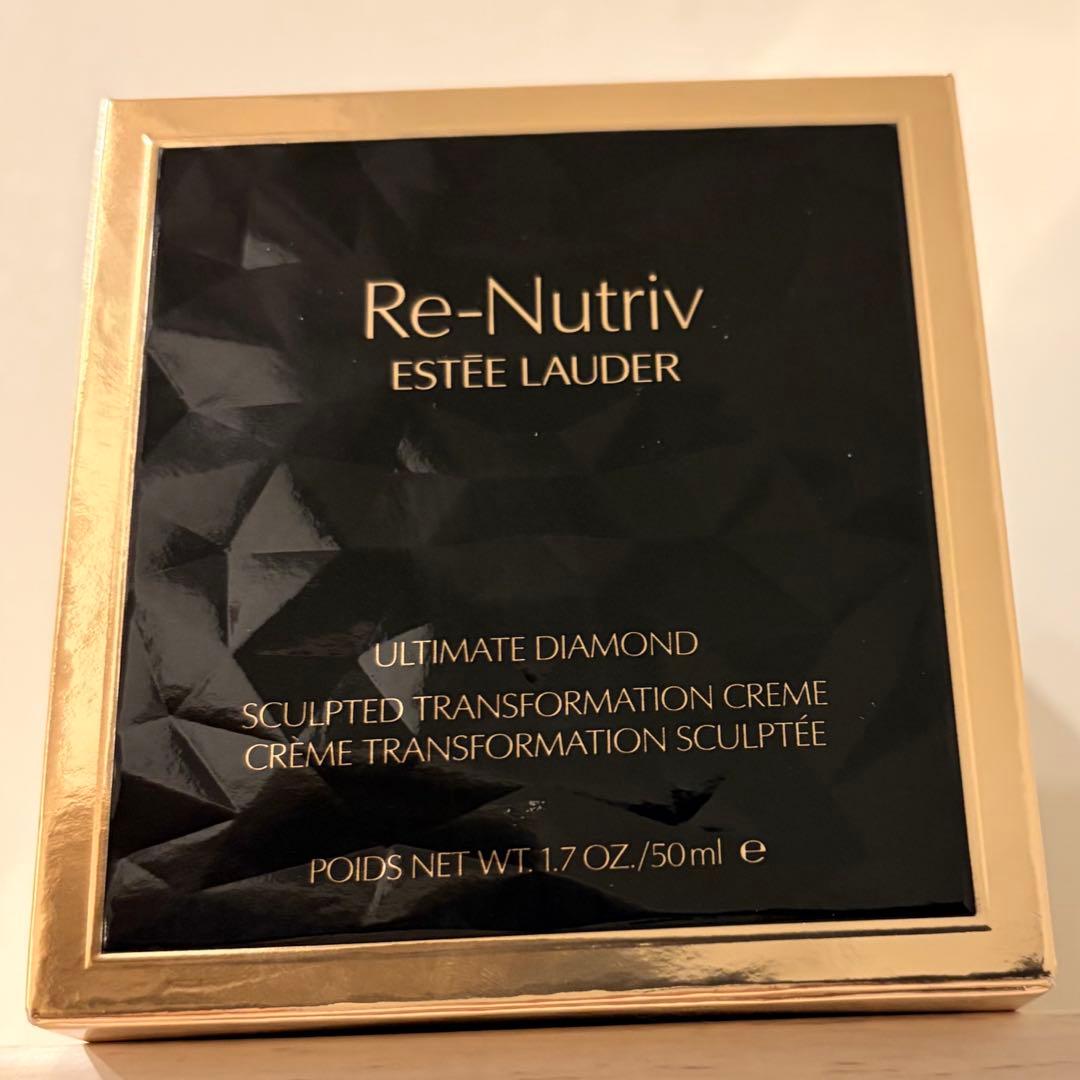 Re-Nutriv
ESTĒE LAUDER
ULTIMATE DIAMOND
SCULPTED TRANSFORMATION CREME
CRÈME TRANSFORMATION SCULPTÉE
POIDS NET WT. 1.7 OZ./50ml ℮